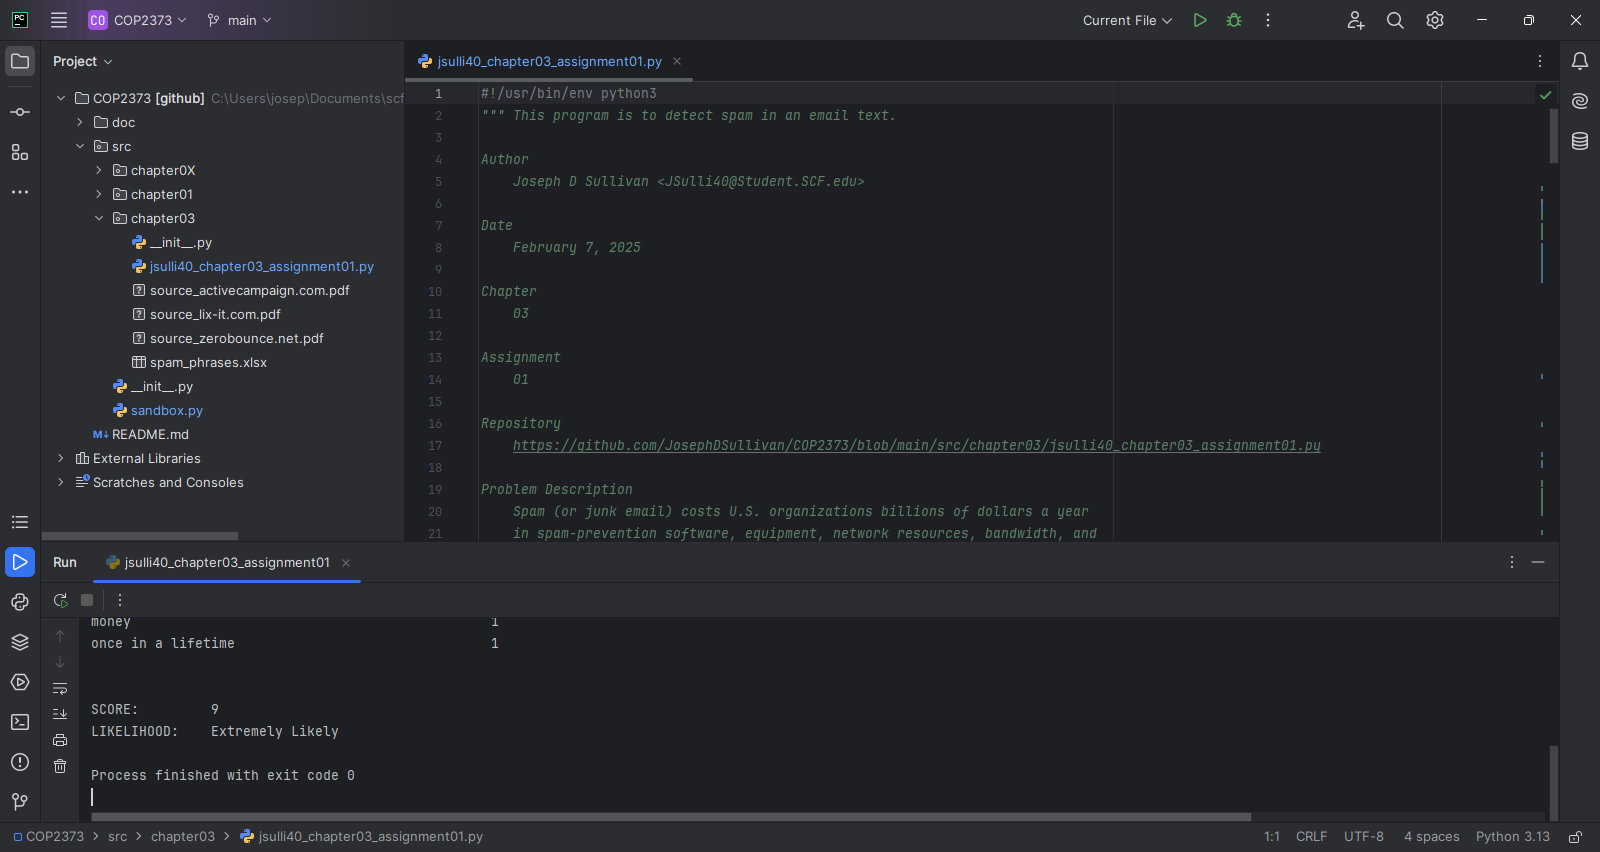 PC
CO COP2373 main Current File
Project
COP2373 [github] C:\Users\josep\Documents\scf
doc
src
chapter0X
chapter01
chapter03
__init__.py
jsulli40_chapter03_assignment01.py
source_activecampaign.com.pdf
source_lix-it.com.pdf
source_zerobounce.net.pdf
spam_phrases.xlsx
__init__.py
sandbox.py
M↓ README.md
External Libraries
Scratches and Consoles
jsulli40_chapter03_assignment01.py
1 #!/usr/bin/env python3
2 """ This program is to detect spam in an email text.
3
4 Author
5 Joseph D Sullivan <JSulli40@Student.SCF.edu>
6
7 Date
8 February 7, 2025
9
10 Chapter
11 03
12
13 Assignment
14 01
15
16 Repository
17 https://github.com/JosephDSullivan/COP2373/blob/main/src/chapter03/jsulli40_chapter03_assignment01.py
18
19 Problem Description
20 Spam (or junk email) costs U.S. organizations billions of dollars a year
21 in spam-prevention software, equipment, network resources, bandwidth, and
Run jsulli40_chapter03_assignment01
money 1
once in a lifetime 1
SCORE: 9
LIKELIHOOD: Extremely Likely
Process finished with exit code 0
COP2373 > src > chapter03 > jsulli40_chapter03_assignment01.py 1:1 CRLF UTF-8 4 spaces Python 3.13